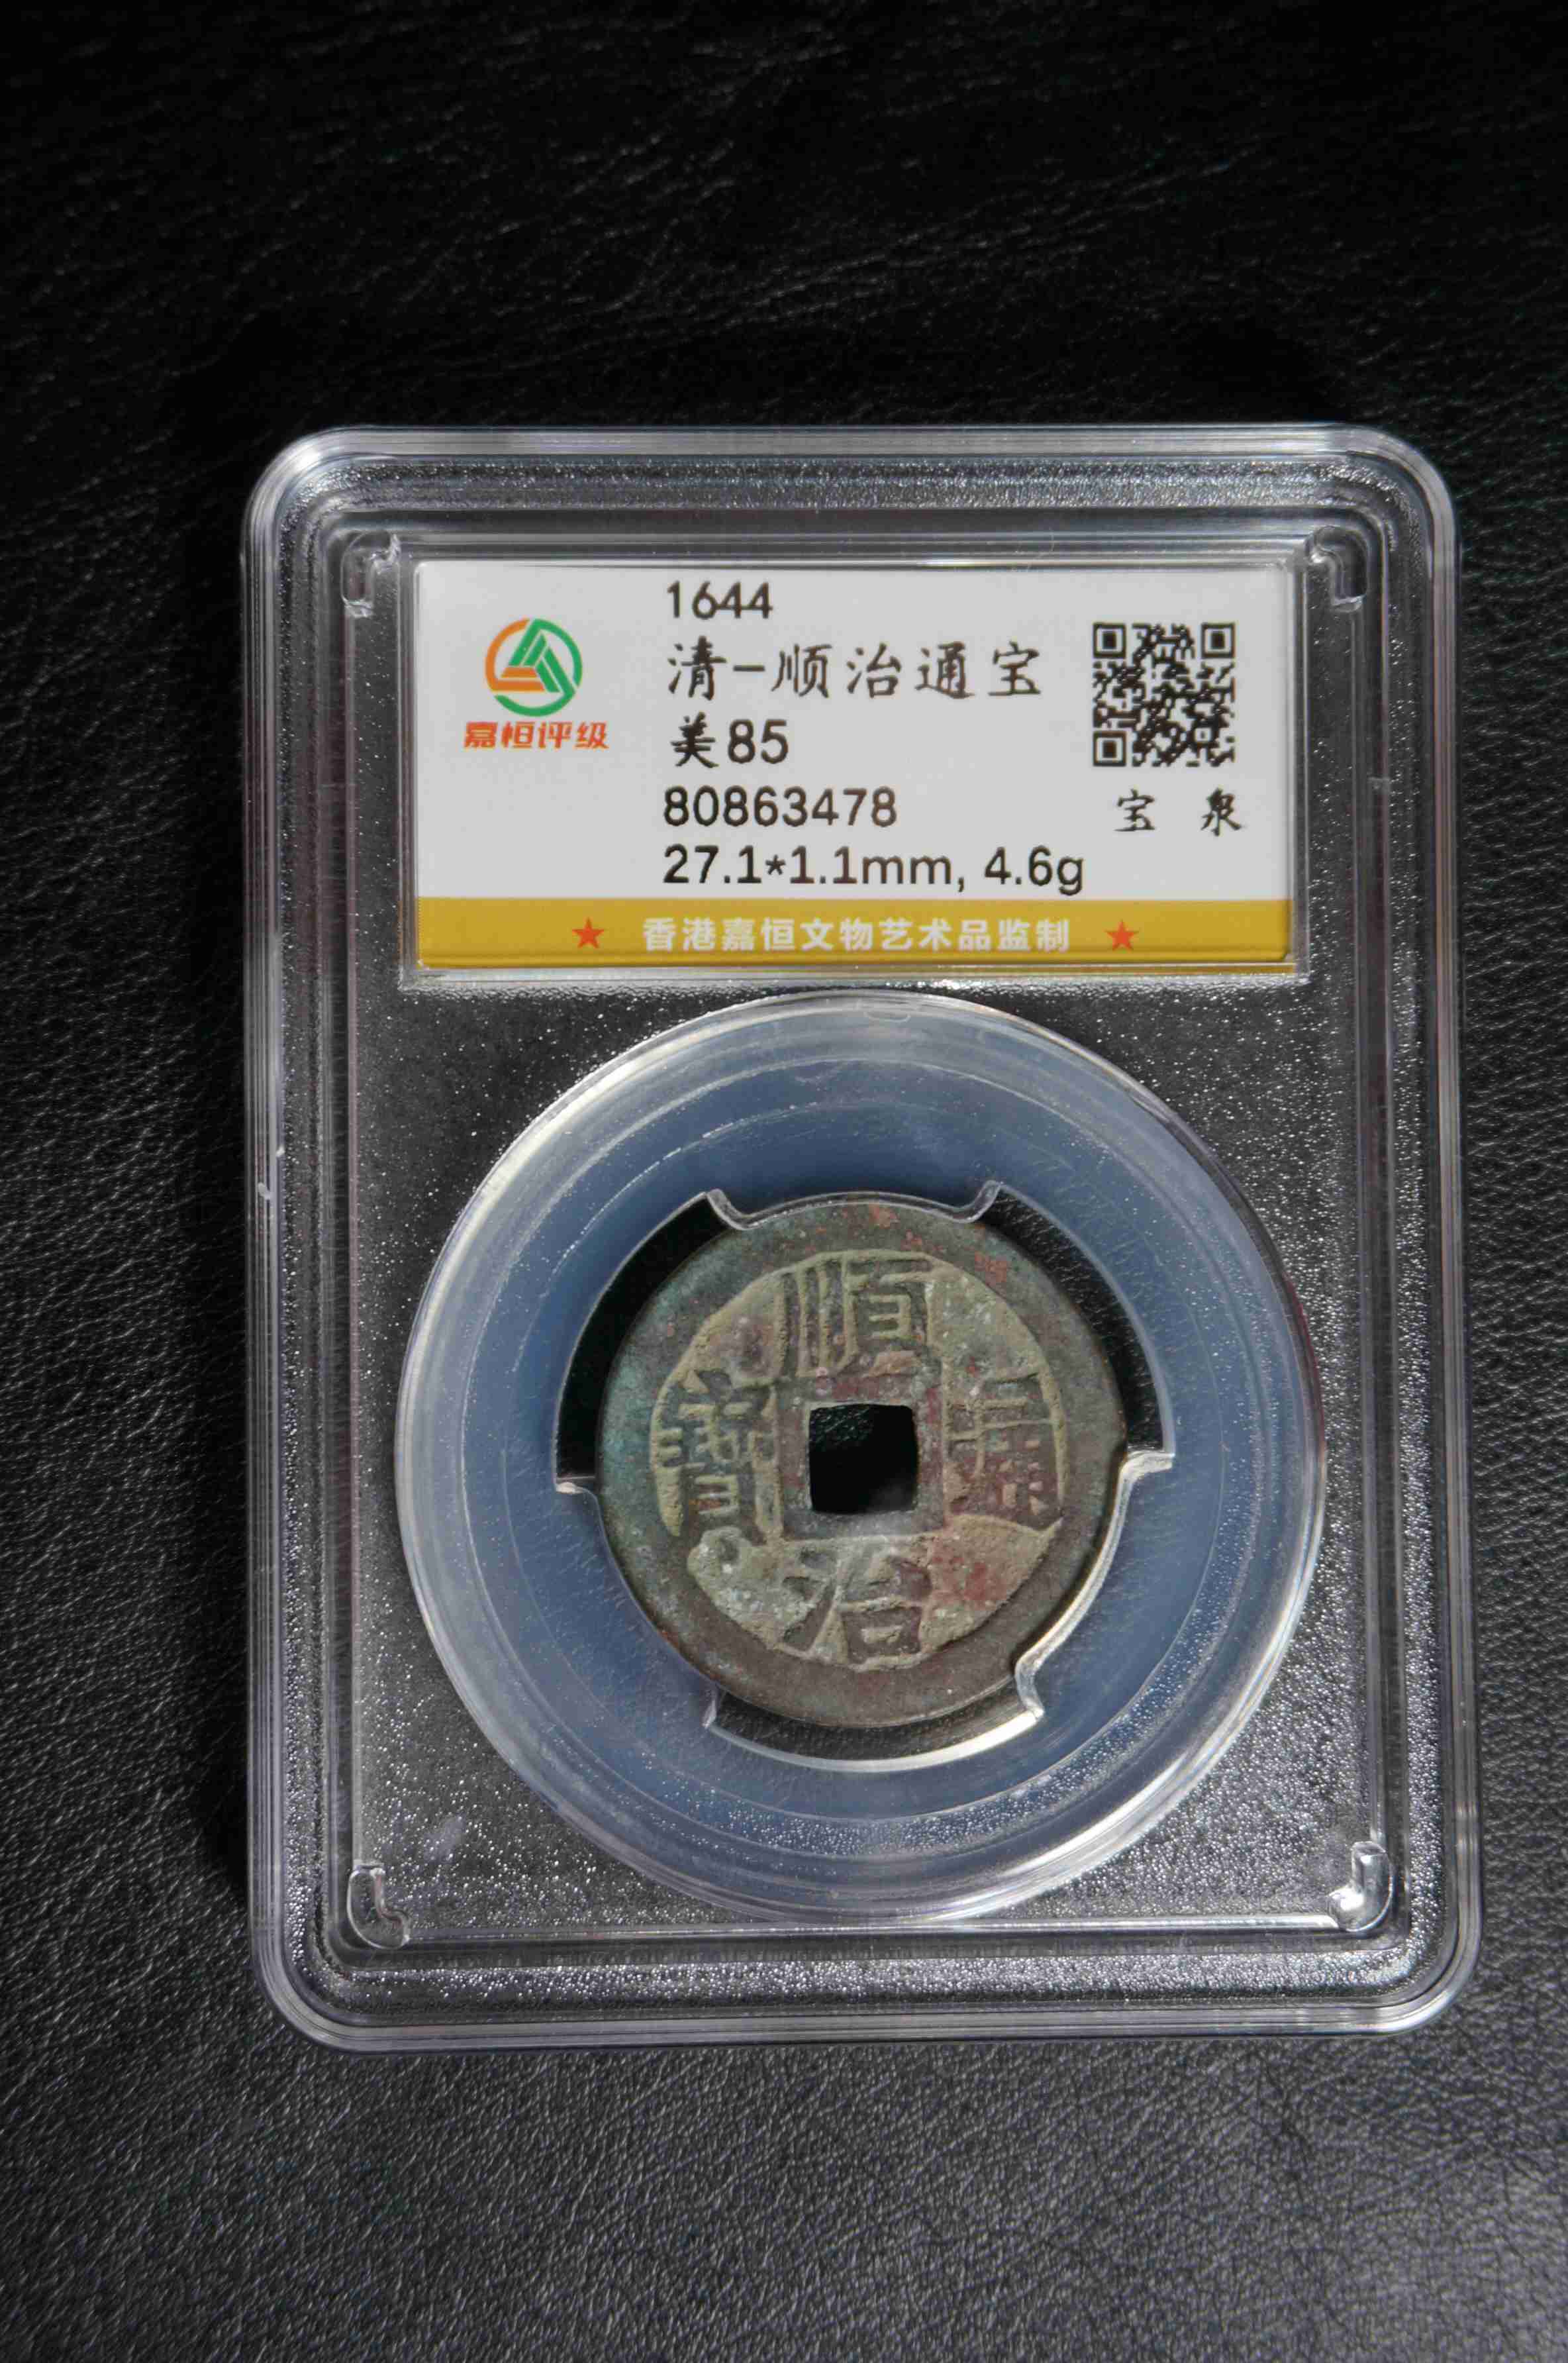 嘉恒评级
1644
清-顺治通宝
美85
80863478
27.1*1.1mm, 4.6g
宝 泉
★ 香港嘉恒文物艺术品监制 ★
順
治
通
寶